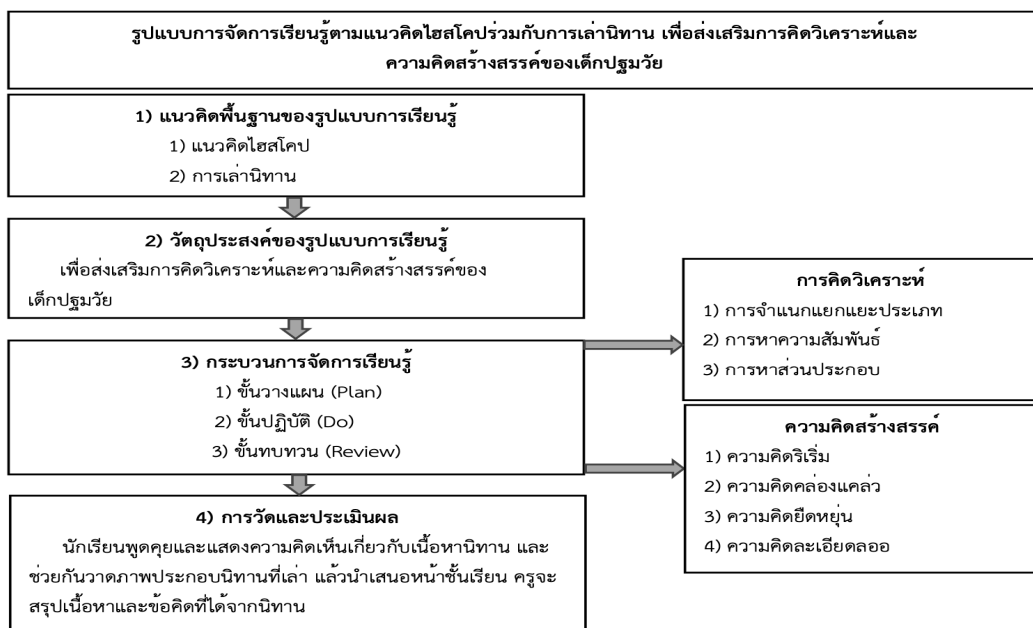 รูปแบบการจัดการเรียนรู้ตามแนวคิดไฮสโคปร่วมกับการเล่านิทาน เพื่อส่งเสริมการคิดวิเคราะห์และ
ความคิดสร้างสรรค์ของเด็กปฐมวัย
1) แนวคิดพื้นฐานของรูปแบบการเรียนรู้
1) แนวคิดไฮสโคป
2) การเล่านิทาน
2) วัตถุประสงค์ของรูปแบบการเรียนรู้
เพื่อส่งเสริมการคิดวิเคราะห์และความคิดสร้างสรรค์ของ
เด็กปฐมวัย
3) กระบวนการจัดการเรียนรู้
1) ขั้นวางแผน (Plan)
2) ขั้นปฏิบัติ (Do)
3) ขั้นทบทวน (Review)
การคิดวิเคราะห์
1) การจำแนกแยกแยะประเภท
2) การหาความสัมพันธ์
3) การหาส่วนประกอบ
ความคิดสร้างสรรค์
1) ความคิดริเริ่ม
2) ความคิดคล่องแคล่ว
3) ความคิดยืดหยุ่น
4) ความคิดละเอียดลออ
4) การวัดและประเมินผล
นักเรียนพูดคุยและแสดงความคิดเห็นเกี่ยวกับเนื้อหานิทาน และ
ช่วยกันวาดภาพประกอบนิทานที่เล่า แล้วนำเสนอหน้าชั้นเรียน ครูจะ
สรุปเนื้อหาและข้อคิดที่ได้จากนิทาน